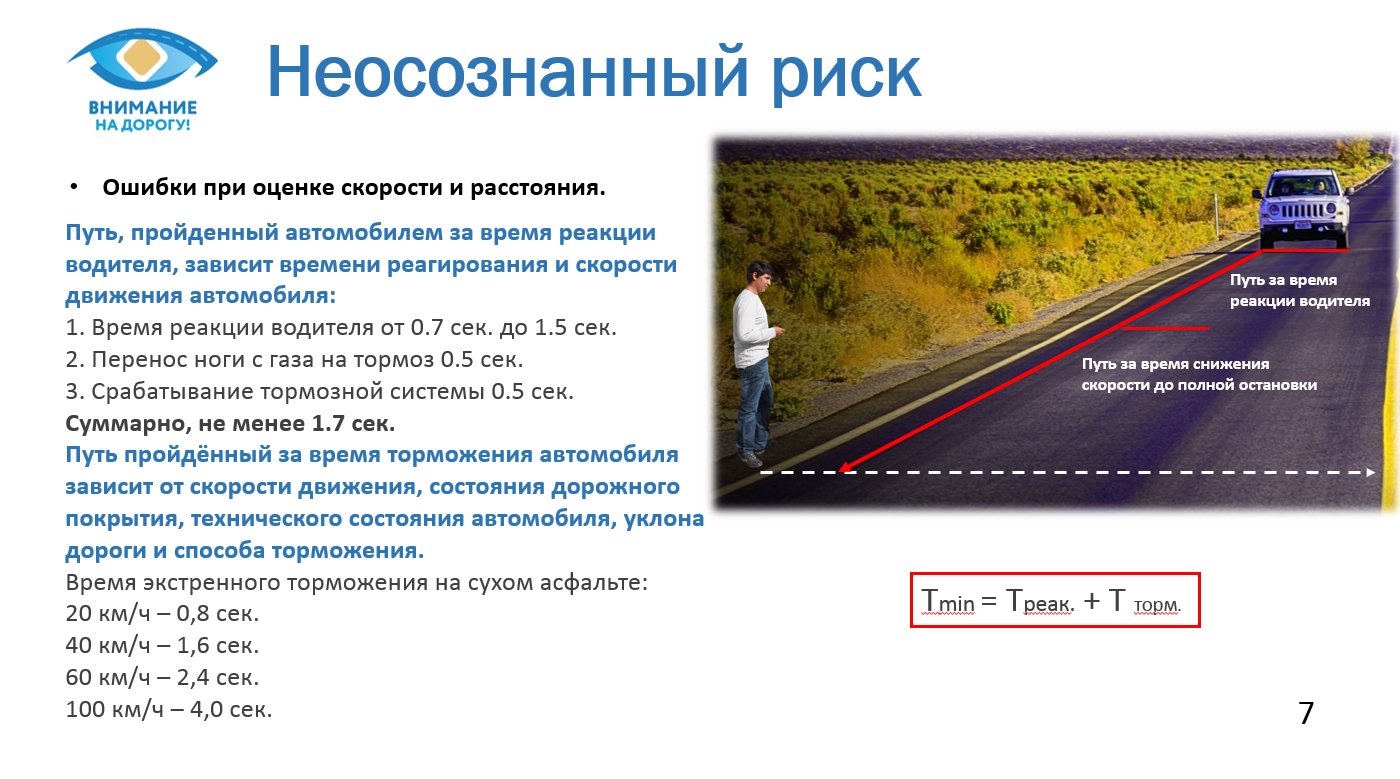 ВНИМАНИЕ
НА ДОРОГУ!
Неосознанный риск
• Ошибки при оценке скорости и расстояния.
Путь, пройденный автомобилем за время реакции
водителя, зависит времени реагирования и скорости
движения автомобиля:
1. Время реакции водителя от 0.7 сек. до 1.5 сек.
2. Перенос ноги с газа на тормоз 0.5 сек.
3. Срабатывание тормозной системы 0.5 сек.
Суммарно, не менее 1.7 сек.
Путь пройдённый за время торможения автомобиля
зависит от скорости движения, состояния дорожного
покрытия, технического состояния автомобиля, уклона
дороги и способа торможения.
Время экстренного торможения на сухом асфальте:
20 км/ч – 0,8 сек.
40 км/ч – 1,6 сек.
60 км/ч – 2,4 сек.
100 км/ч – 4,0 сек.
Путь за время
реакции водителя
Путь за время снижения
скорости до полной остановки
Tmin = Tреак. + T торм.
7